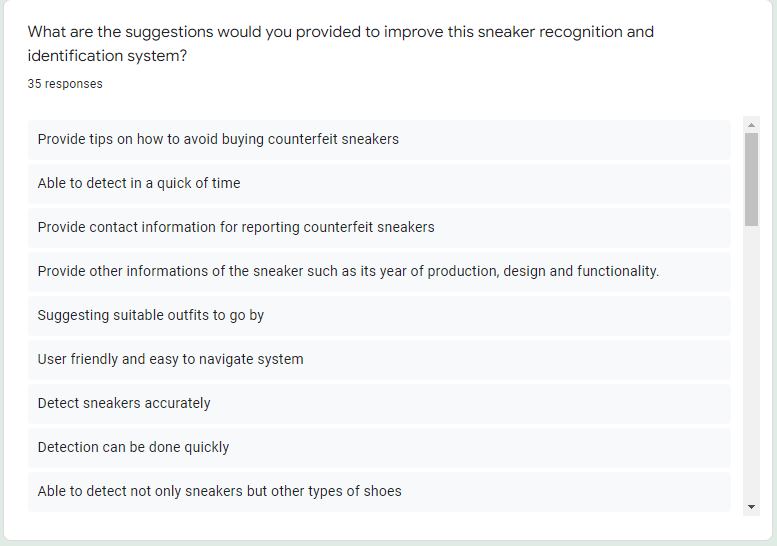 What are the suggestions would you provided to improve this sneaker recognition and
identification system?
35 responses
Provide tips on how to avoid buying counterfeit sneakers
Able to detect in a quick of time
Provide contact information for reporting counterfeit sneakers
Provide other informations of the sneaker such as its year of production, design and functionality.
Suggesting suitable outfits to go by
User friendly and easy to navigate system
Detect sneakers accurately
Detection can be done quickly
Able to detect not only sneakers but other types of shoes